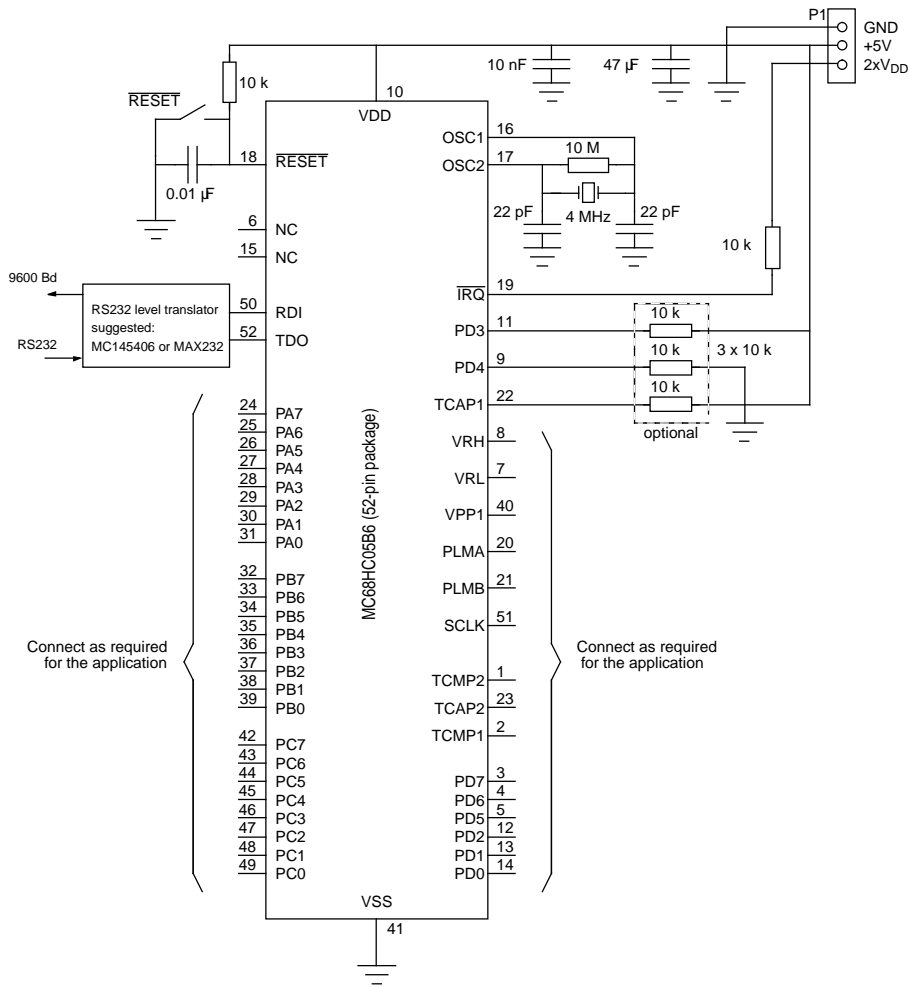 P1
GND
+5V
2xVDD
10 nF
47 µF
10 k
RESET
0.01 µF
10
VDD
18
RESET
6
NC
15
NC
9600 Bd
RS232
RS232 level translator
suggested:
MC145406 or MAX232
50
RDI
52
TDO
16
OSC1
17
OSC2
10 M
4 MHz
22 pF
22 pF
10 k
19
IRQ
11
PD3
9
PD4
22
TCAP1
10 k
10 k
10 k
3 x 10 k
optional
MC68HC05B6 (52-pin package)
24
PA7
25
PA6
26
PA5
27
PA4
28
PA3
29
PA2
30
PA1
31
PA0
32
PB7
33
PB6
34
PB5
35
PB4
36
PB3
37
PB2
38
PB1
39
PB0
42
PC7
43
PC6
44
PC5
45
PC4
46
PC3
47
PC2
48
PC1
49
PC0
Connect as required
for the application
8
VRH
7
VRL
40
VPP1
20
PLMA
21
PLMB
51
SCLK
1
TCMP2
23
TCAP2
2
TCMP1
3
PD7
4
PD6
5
PD5
12
PD2
13
PD1
14
PD0
Connect as required
for the application
VSS
41